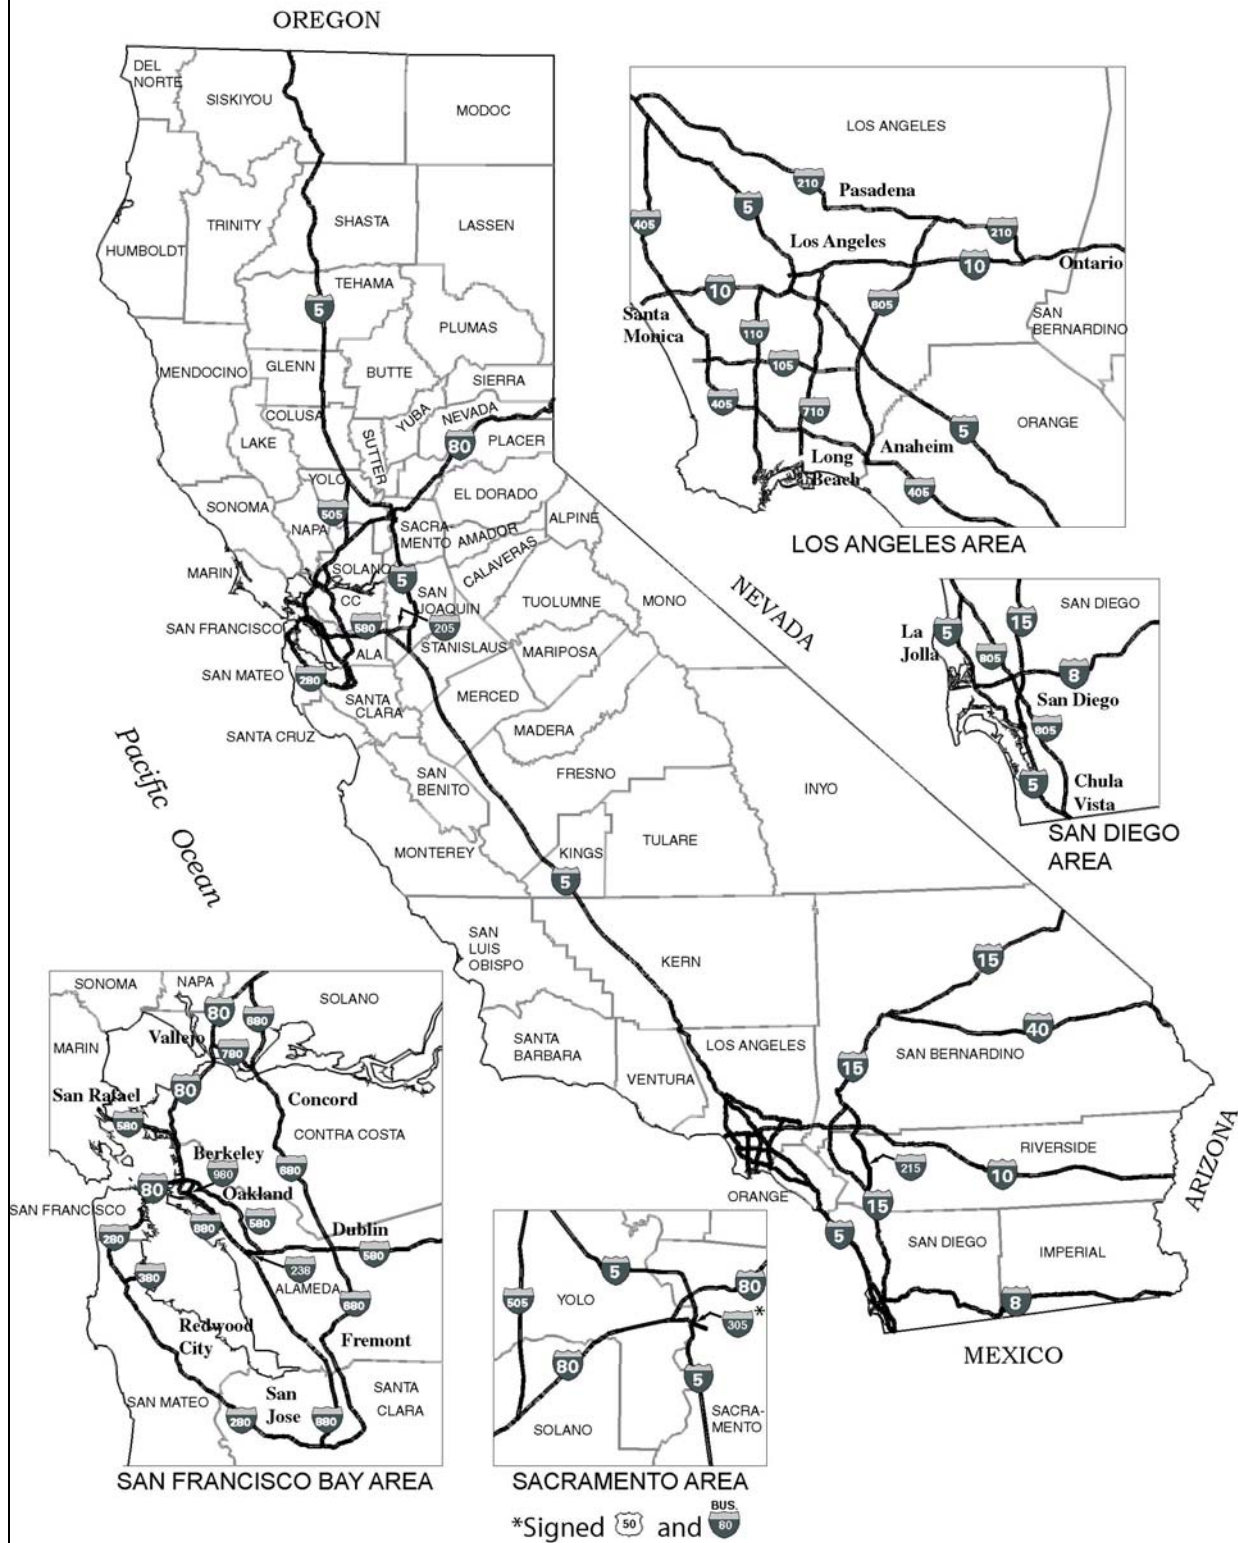 OREGON
DEL
NORTE
SISKIYOU
MODOC
HUMBOLDT
TRINITY
SHASTA
LASSEN
TEHAMA
5
PLUMAS
MENDOCINO
GLENN
BUTTE
SIERRA
COLUSA
YUBA
NEVADA
LAKE
SUTTER
80
PLACER
YOLO
EL DORADO
SONOMA
505
NAPA
SACRA-
MENTO
AMADOR
ALPINE
MARIN
SOLANO
5
CALAVERAS
CC
SAN
JOAQUIN
TUOLUMNE
MONO
SAN FRANCISCO
580
205
ALA
STANISLAUS
MARIPOSA
SAN MATEO
280
SANTA
CLARA
MERCED
SANTA CRUZ
MADERA
SAN
BENITO
FRESNO
INYO
MONTEREY
KINGS
TULARE
5
NEVADA
Pacific Ocean
SAN
LUIS
OBISPO
KERN
15
40
SANTA
BARBARA
VENTURA
LOS ANGELES
15
SAN BERNARDINO
RIVERSIDE
215
10
ORANGE
15
5
SAN DIEGO
IMPERIAL
8
ARIZONA
MEXICO
LOS ANGELES
210
Pasadena
5
405
Los Angeles
210
10
Ontario
10
Santa
Monica
805
SAN
BERNARDINO
110
105
405
710
ORANGE
5
Anaheim
Long
Beach
405
LOS ANGELES AREA
SAN DIEGO
15
5
La
Jolla
805
8
San Diego
805
5
Chula
Vista
SAN DIEGO
AREA
SONOMA
NAPA
SOLANO
80
680
Vallejo
MARIN
780
San Rafael
80
Concord
580
CONTRA COSTA
Berkeley
980
680
80
Oakland
SAN FRANCISCO
880
580
Dublin
280
580
238
380
ALAMEDA
680
Redwood
City
Fremont
SAN MATEO
San
Jose
SANTA
CLARA
280
880
SAN FRANCISCO BAY AREA
5
505
YOLO
80
305
*
80
5
SOLANO
SACRA-
MENTO
SACRAMENTO AREA
*Signed 50 and BUS. 80